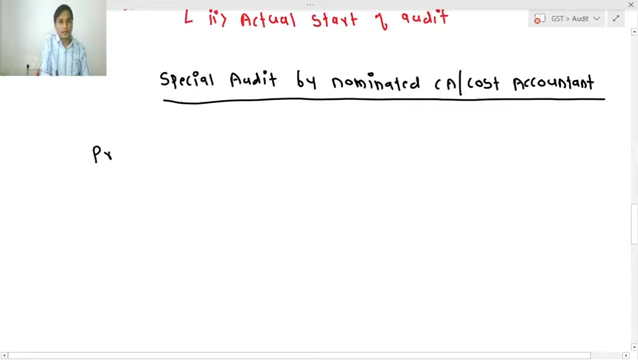 GST > Audit
L ii> Actual Start of audit
Special Audit by nominated CA/Cost Accountant
Pr